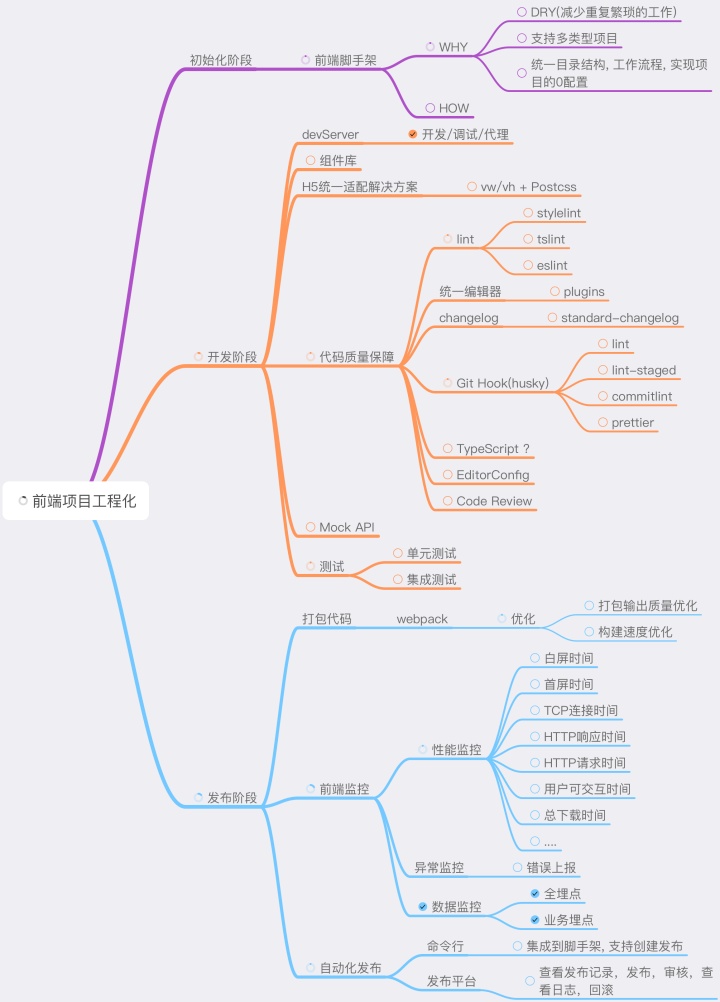 前端项目工程化
初始化阶段
前端脚手架
WHY
DRY(减少重复繁琐的工作)
支持多类型项目
统一目录结构, 工作流程, 实现项
目的0配置
HOW
开发阶段
devServer
开发/调试/代理
组件库
H5统一适配解决方案
vw/vh + Postcss
代码质量保障
lint
stylelint
tslint
eslint
统一编辑器
plugins
changelog
standard-changelog
Git Hook(husky)
lint
lint-staged
commitlint
prettier
TypeScript ?
EditorConfig
Code Review
Mock API
测试
单元测试
集成测试
发布阶段
打包代码
webpack
优化
打包输出质量优化
构建速度优化
前端监控
性能监控
白屏时间
首屏时间
TCP连接时间
HTTP响应时间
HTTP请求时间
用户可交互时间
总下载时间
....
异常监控
错误上报
数据监控
全埋点
业务埋点
自动化发布
命令行
集成到脚手架, 支持创建发布
发布平台
查看发布记录，发布，审核，查
看日志，回滚